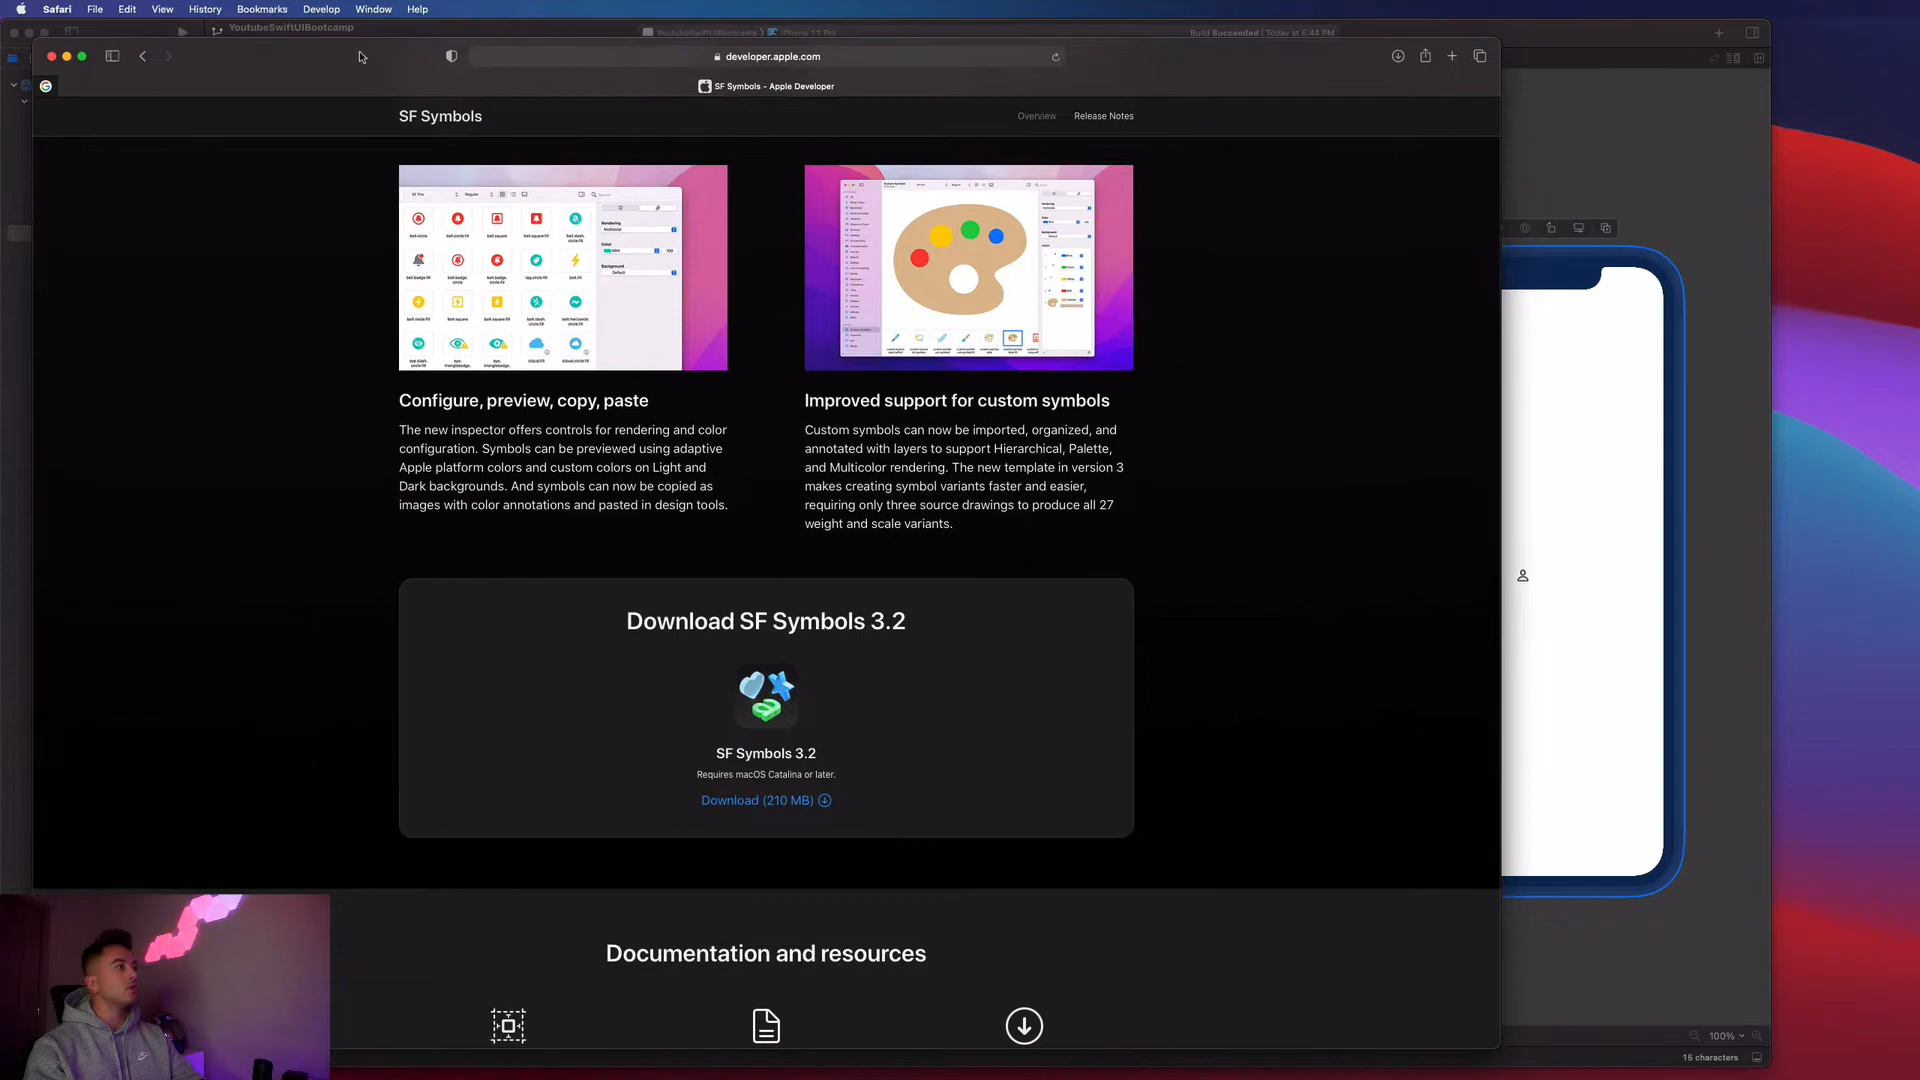 Safari File Edit View History Bookmarks Develop Window Help
YoutubeSwiftUIBootcamp
YoutubeSwiftUIBootcamp iPhone 11 Pro
Build Succeeded | Today at 5:44 PM
developer.apple.com
SF Symbols - Apple Developer
SF Symbols
Overview Release Notes
Configure, preview, copy, paste
The new inspector offers controls for rendering and color
configuration. Symbols can be previewed using adaptive
Apple platform colors and custom colors on Light and
Dark backgrounds. And symbols can now be copied as
images with color annotations and pasted in design tools.
Improved support for custom symbols
Custom symbols can now be imported, organized, and
annotated with layers to support Hierarchical, Palette,
and Multicolor rendering. The new template in version 3
makes creating symbol variants faster and easier,
requiring only three source drawings to produce all 27
weight and scale variants.
Download SF Symbols 3.2
SF Symbols 3.2
Requires macOS Catalina or later.
Download (210 MB)
Documentation and resources
100%
15 characters